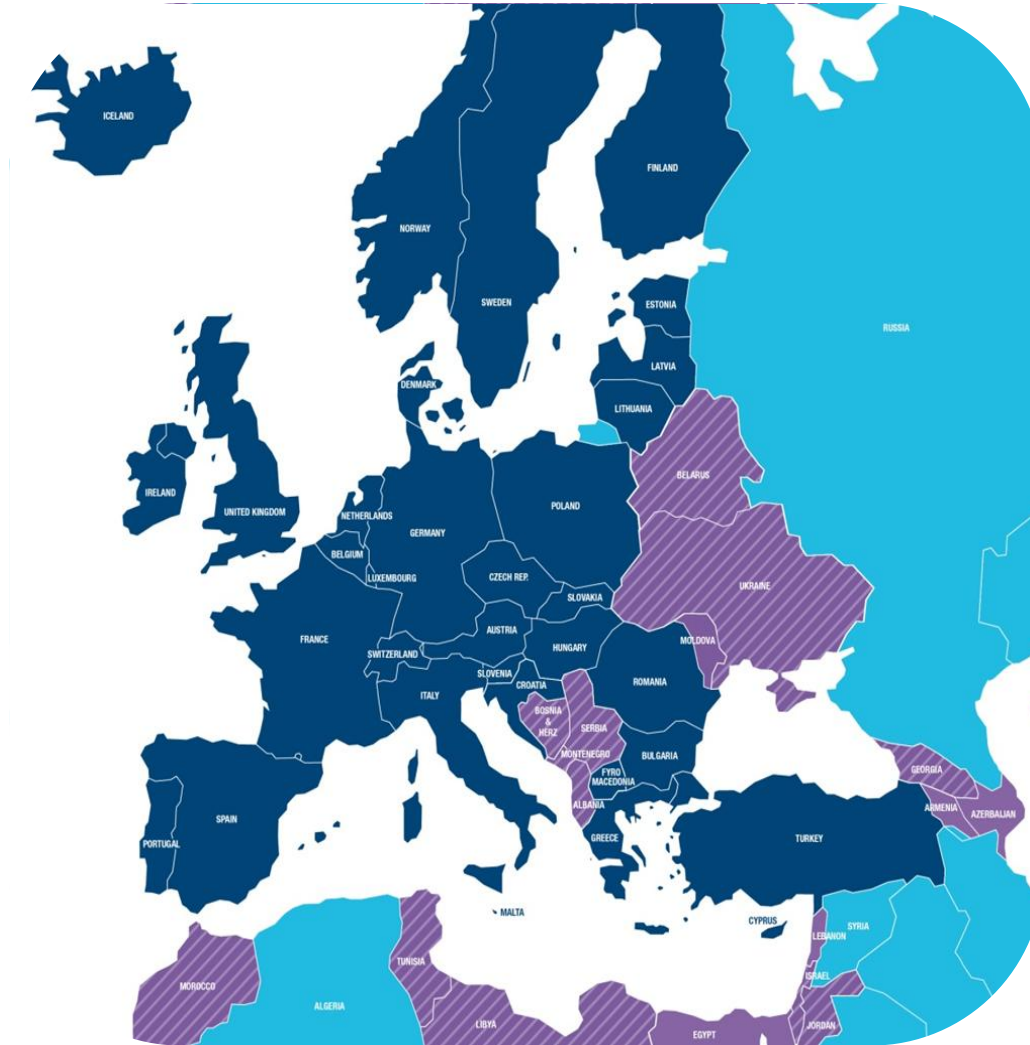 ICELAND
FINLAND
NORWAY
SWEDEN
ESTONIA
RUSSIA
LATVIA
DENMARK
LITHUANIA
BELARUS
IRELAND
UNITED KINGDOM
NETHERLANDS
POLAND
GERMANY
BELGIUM
LUXEMBOURG
CZECH REP.
UKRAINE
SLOVAKIA
AUSTRIA
FRANCE
MOLDOVA
HUNGARY
SWITZERLAND
SLOVENIA
ROMANIA
CROATIA
ITALY
BOSNIA
&
HERZ
SERBIA
MONTENEGRO
BULGARIA
GEORGIA
FYRO
MACEDONIA
ALBANIA
ARMENIA
AZERBALIAN
SPAIN
GREECE
TURKEY
PORTUGAL
MALTA
CYPRUS
SYRIA
LEBANON
TUNISIA
ISRAEL
MOROCCO
ALGERIA
LIBYA
JORDAN
EGYPT